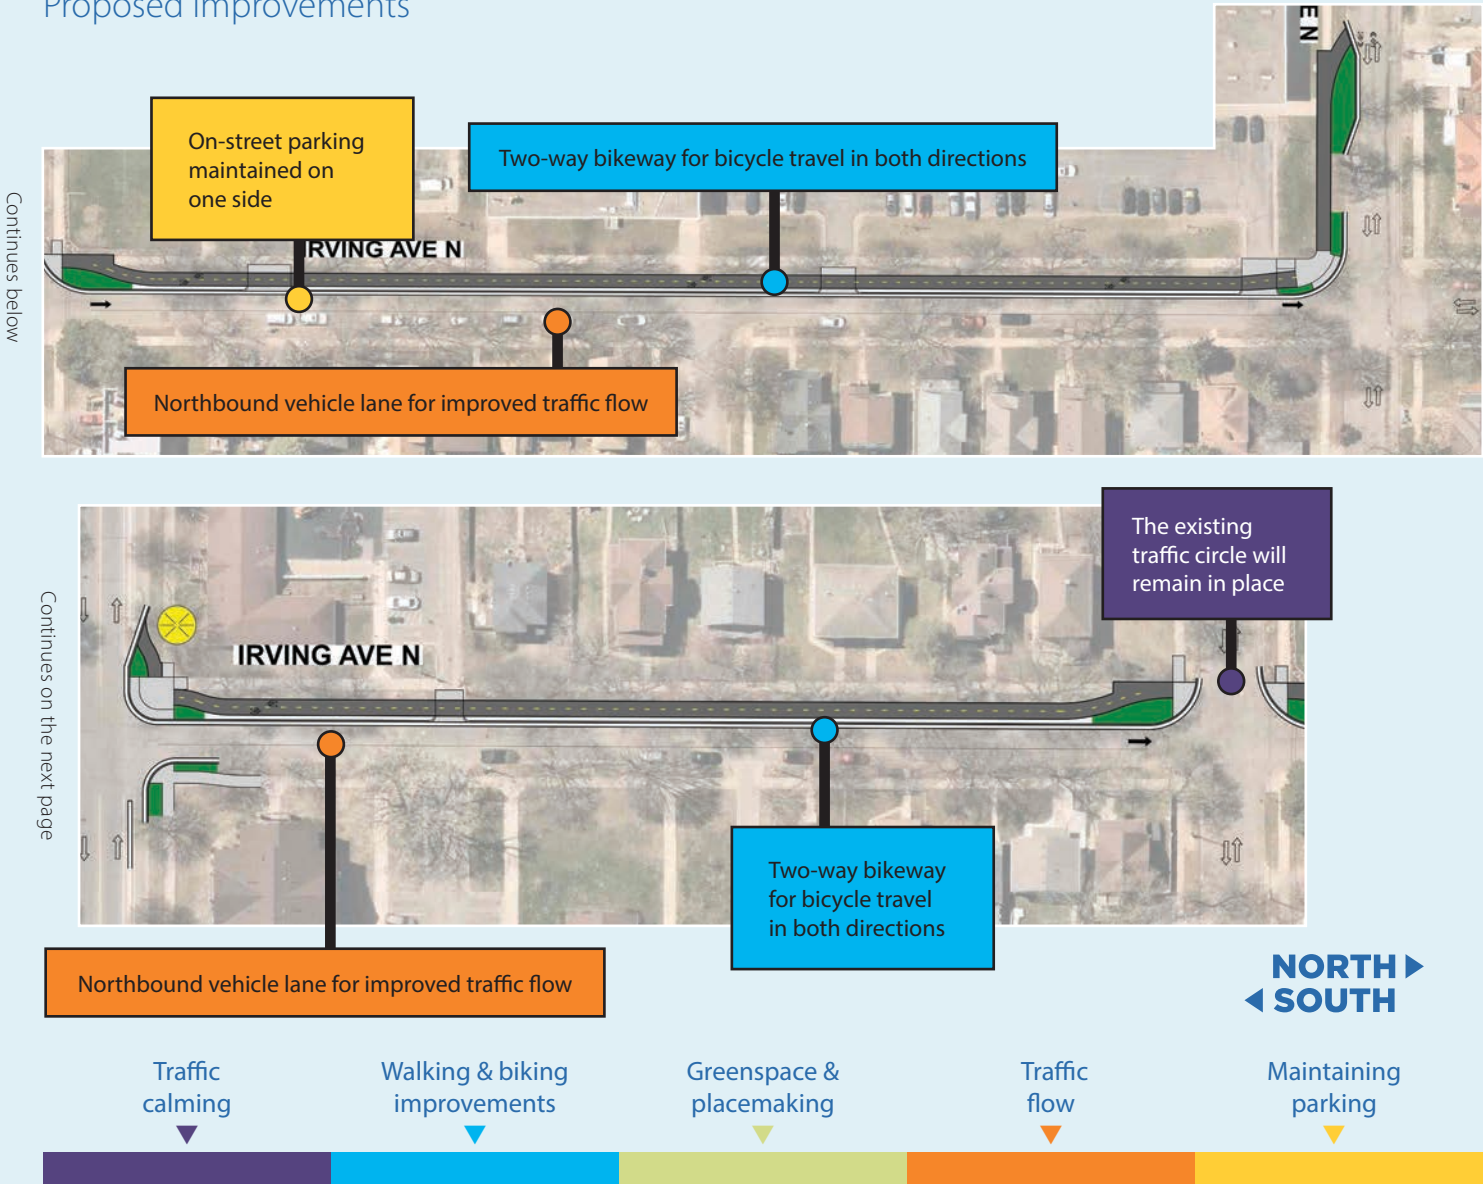 Proposed Improvements
E N
On-street parking
maintained on
one side
Two-way bikeway for bicycle travel in both directions
IRVING AVE N
Continues below
Northbound vehicle lane for improved traffic flow
The existing
traffic circle will
remain in place
IRVING AVE N
Continues on the next page
Two-way bikeway
for bicycle travel
in both directions
Northbound vehicle lane for improved traffic flow
NORTH
SOUTH
Traffic
calming
Walking & biking
improvements
Greenspace &
placemaking
Traffic
flow
Maintaining
parking